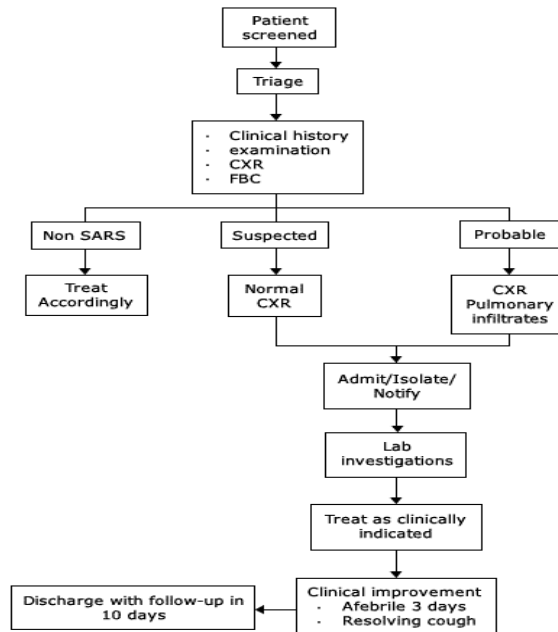 Patient
screened
Triage
· Clinical history
· examination
· CXR
· FBC
Non SARS
Suspected
Probable
Treat
Accordingly
Normal
CXR
CXR
Pulmonary
infiltrates
Admit/Isolate/
Notify
Lab
investigations
Treat as clinically
indicated
Clinical improvement
· Afebrile 3 days
· Resolving cough
Discharge with follow-up in
10 days